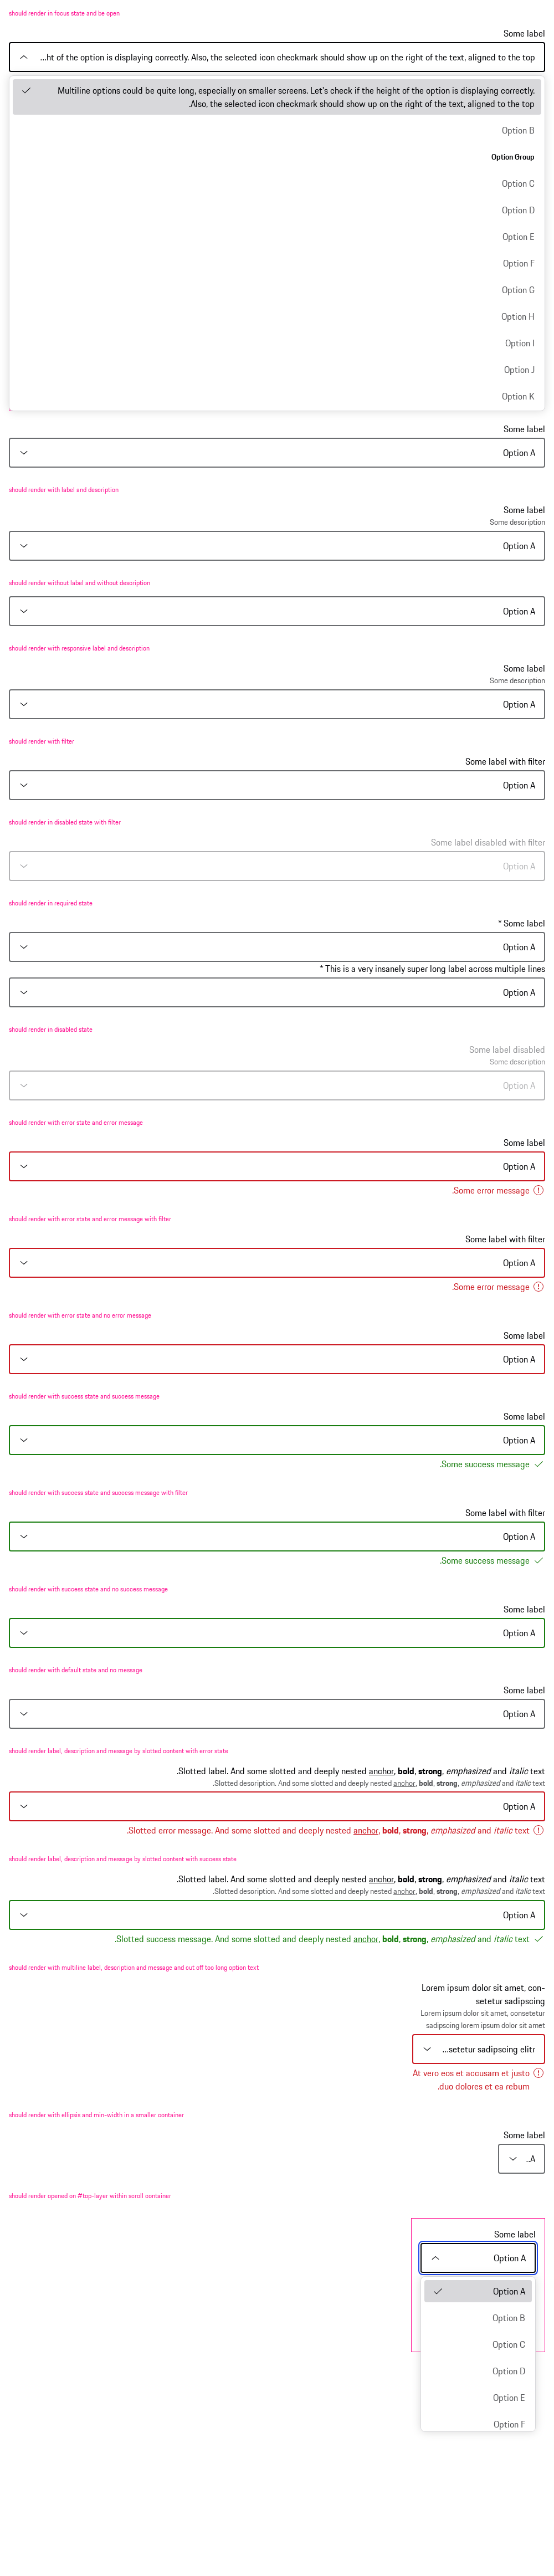 should render in focus state and be open
Some label
...ht of the option is displaying correctly. Also, the selected icon checkmark should show up on the right of the text, aligned to the top
Multiline options could be quite long, especially on smaller screens. Let's check if the height of the option is displaying correctly.
.Also, the selected icon checkmark should show up on the right of the text, aligned to the top
Option B
Option Group
Option C
Option D
Option E
Option F
Option G
Option H
Option I
Option J
Option K
Some label
Option A
should render with label and description
Some label
Some description
Option A
should render without label and without description
Option A
should render with responsive label and description
Some label
Some description
Option A
should render with filter
Some label with filter
Option A
should render in disabled state with filter
Some label disabled with filter
Option A
should render in required state
* Some label
Option A
* This is a very insanely super long label across multiple lines
Option A
should render in disabled state
Some label disabled
Some description
Option A
should render with error state and error message
Some label
Option A
.Some error message
should render with error state and error message with filter
Some label with filter
Option A
.Some error message
should render with error state and no error message
Some label
Option A
should render with success state and success message
Some label
Option A
.Some success message
should render with success state and success message with filter
Some label with filter
Option A
.Some success message
should render with success state and no success message
Some label
Option A
should render with default state and no message
Some label
Option A
should render label, description and message by slotted content with error state
.Slotted label. And some slotted and deeply nested anchor, bold, strong, emphasized and italic text
.Slotted description. And some slotted and deeply nested anchor, bold, strong, emphasized and italic text
Option A
.Slotted error message. And some slotted and deeply nested anchor, bold, strong, emphasized and italic text
should render label, description and message by slotted content with success state
.Slotted label. And some slotted and deeply nested anchor, bold, strong, emphasized and italic text
.Slotted description. And some slotted and deeply nested anchor, bold, strong, emphasized and italic text
Option A
.Slotted success message. And some slotted and deeply nested anchor, bold, strong, emphasized and italic text
should render with multiline label, description and message and cut off too long option text
Lorem ipsum dolor sit amet, con-
setetur sadipscing
Lorem ipsum dolor sit amet, consetetur
sadipscing lorem ipsum dolor sit amet
...setetur sadipscing elitr
At vero eos et accusam et justo
.duo dolores et ea rebum
should render with ellipsis and min-width in a smaller container
Some label
..A
should render opened on #top-layer within scroll container
Some label
Option A
Option A
Option B
Option C
Option D
Option E
Option F